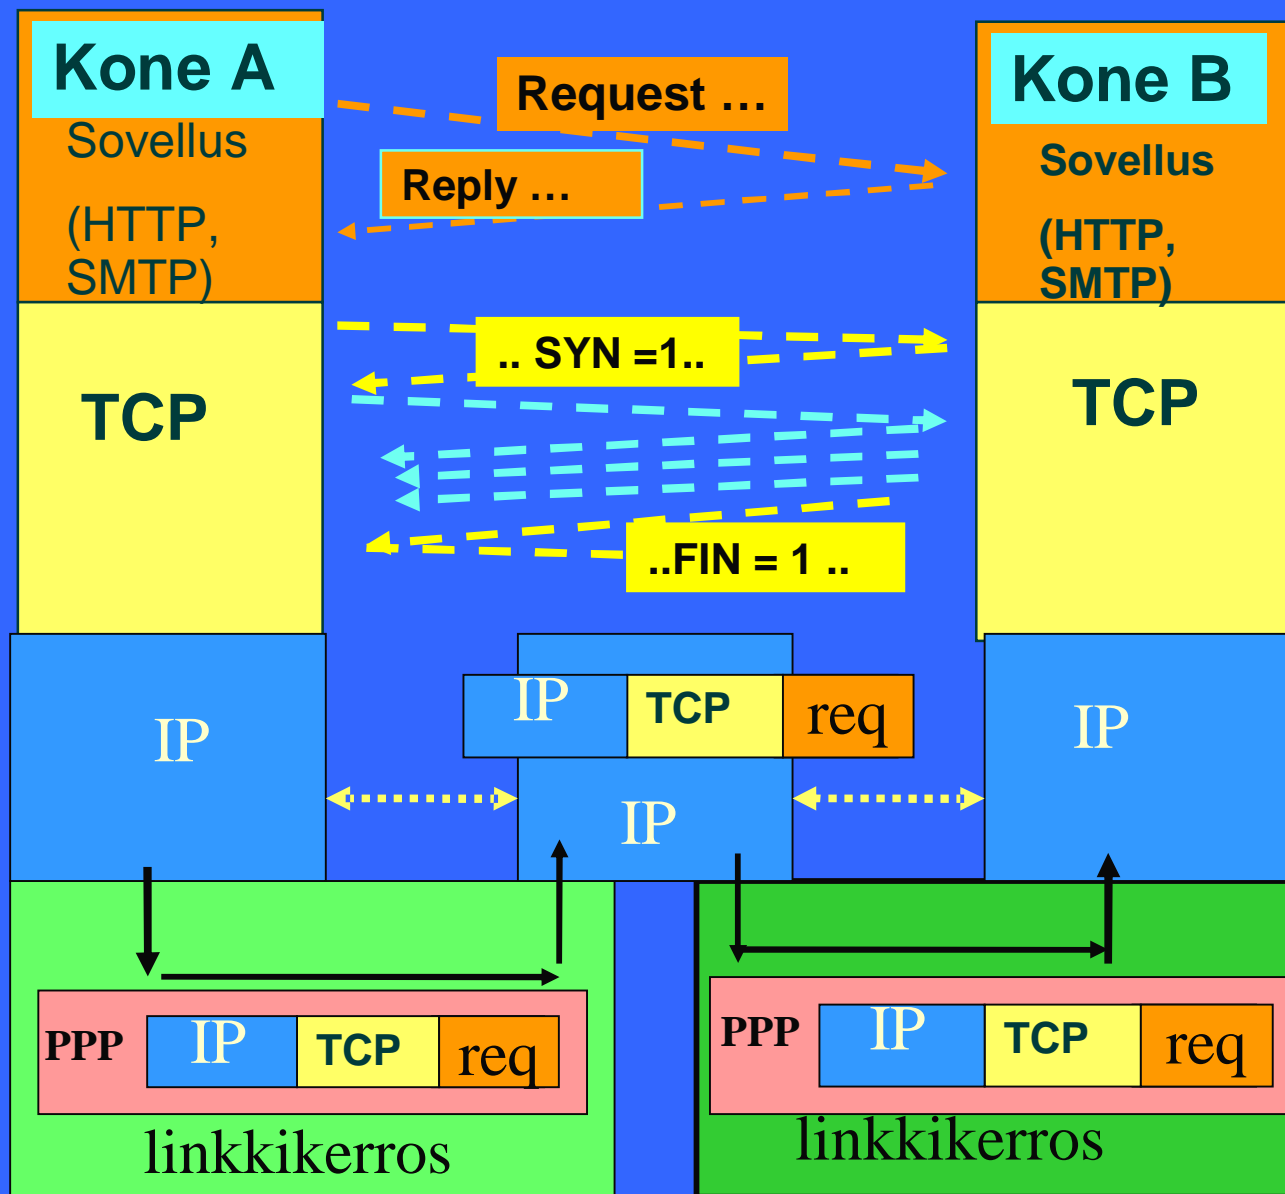 Kone A
Sovellus
(HTTP,
SMTP)
Request …
Reply …
Kone B
Sovellus
(HTTP,
SMTP)
TCP
.. SYN =1..
..FIN = 1 ..
TCP
IP
IP TCP req
IP
IP
PPP IP TCP req
linkkikerros
PPP IP TCP req
linkkikerros